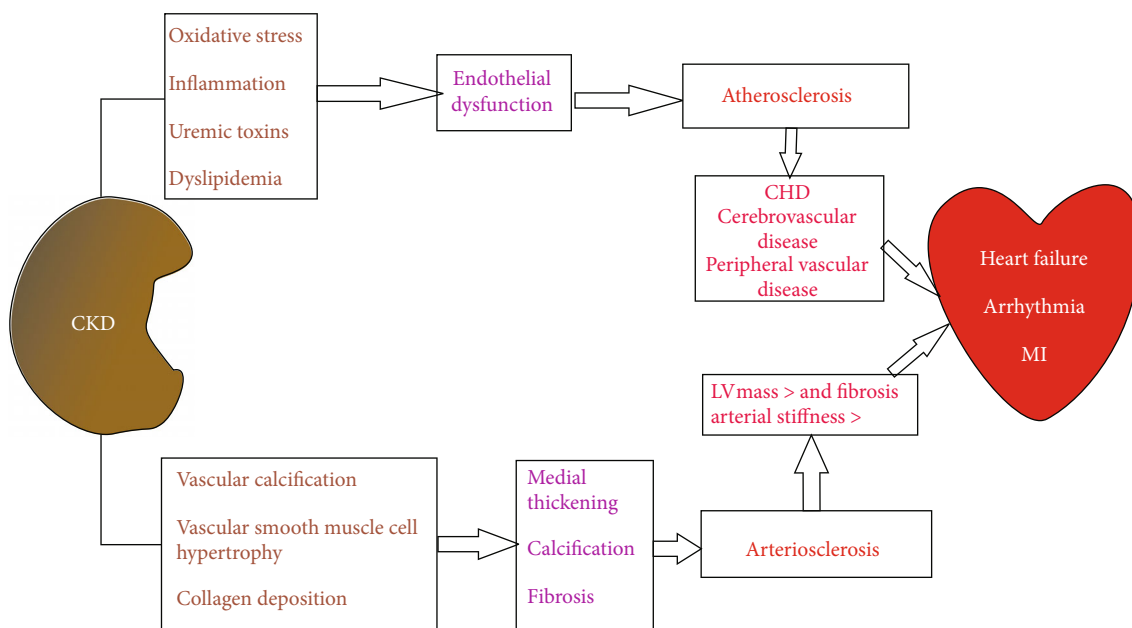 Oxidative stress
Inflammation
Uremic toxins
Dyslipidemia
Endothelial
dysfunction
Atherosclerosis
CHD
Cerebrovascular
disease
Peripheral vascular
disease
CKD
Heart failure
Arrhythmia
MI
LV mass > and fibrosis
arterial stiffness >
Vascular calcification
Vascular smooth muscle cell
hypertrophy
Collagen deposition
Medial
thickening
Calcification
Fibrosis
Arteriosclerosis